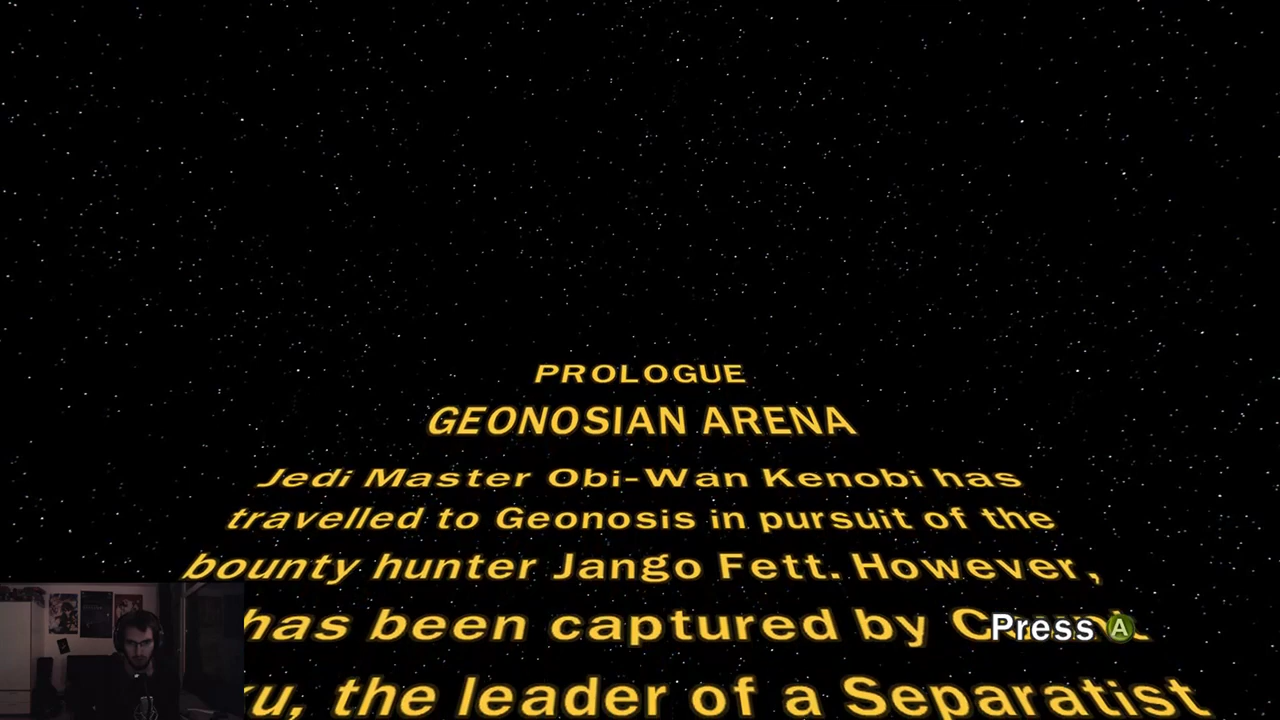 PROLOGUE
GEONOSIAN ARENA
Jedi Master Obi-Wan Kenobi has
travelled to Geonosis in pursuit of the
bounty hunter Jango Fett. However,
has been captured by
Press A
the leader of a Separatist